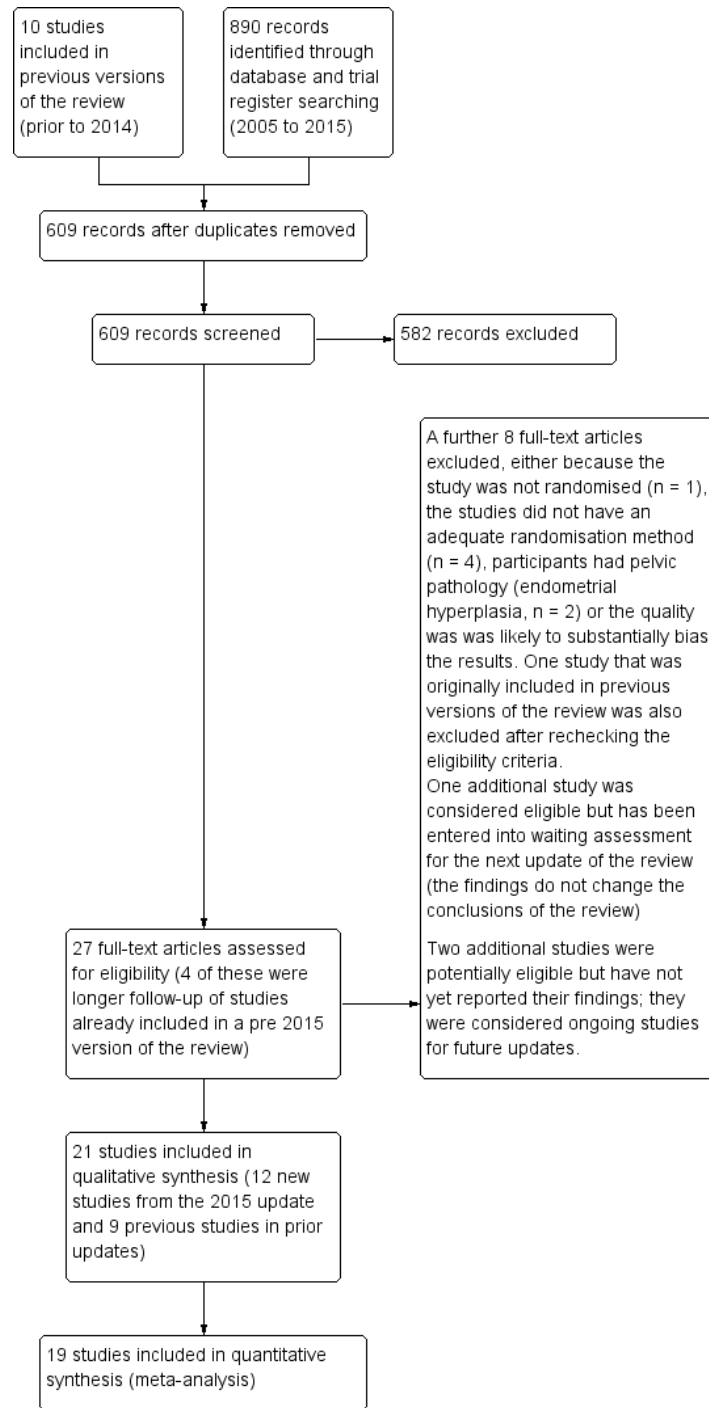 10 studies
included in
previous versions
of the review
(prior to 2014)
890 records
identified through
database and trial
register searching
(2005 to 2015)
609 records after duplicates removed
609 records screened
582 records excluded
A further 8 full-text articles
excluded, either because the
study was not randomised (n = 1),
the studies did not have an
adequate randomisation method
(n = 4), participants had pelvic
pathology (endometrial
hyperplasia, n = 2) or the quality
was was likely to substantially bias
the results. One study that was
originally included in previous
versions of the review was also
excluded after rechecking the
eligibility criteria.
One additional study was
considered eligible but has been
entered into waiting assessment
for the next update of the review
(the findings do not change the
conclusions of the review)
Two additional studies were
potentially eligible but have not
yet reported their findings; they
were considered ongoing studies
for future updates.
27 full-text articles assessed
for eligibility (4 of these were
longer follow-up of studies
already included in a pre 2015
version of the review)
21 studies included in
qualitative synthesis (12 new
studies from the 2015 update
and 9 previous studies in prior
updates)
19 studies included in quantitative
synthesis (meta-analysis)